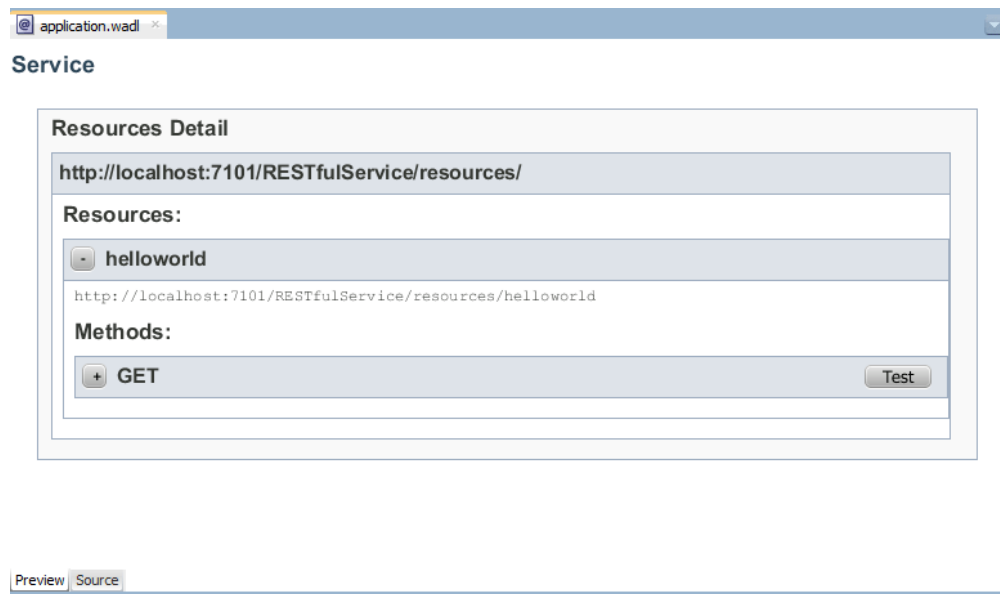 application.wadl
Service
Resources Detail
http://localhost:7101/RESTfulService/resources/
Resources:
- helloworld
http://localhost:7101/RESTfulService/resources/helloworld
Methods:
+ GET Test
Preview Source